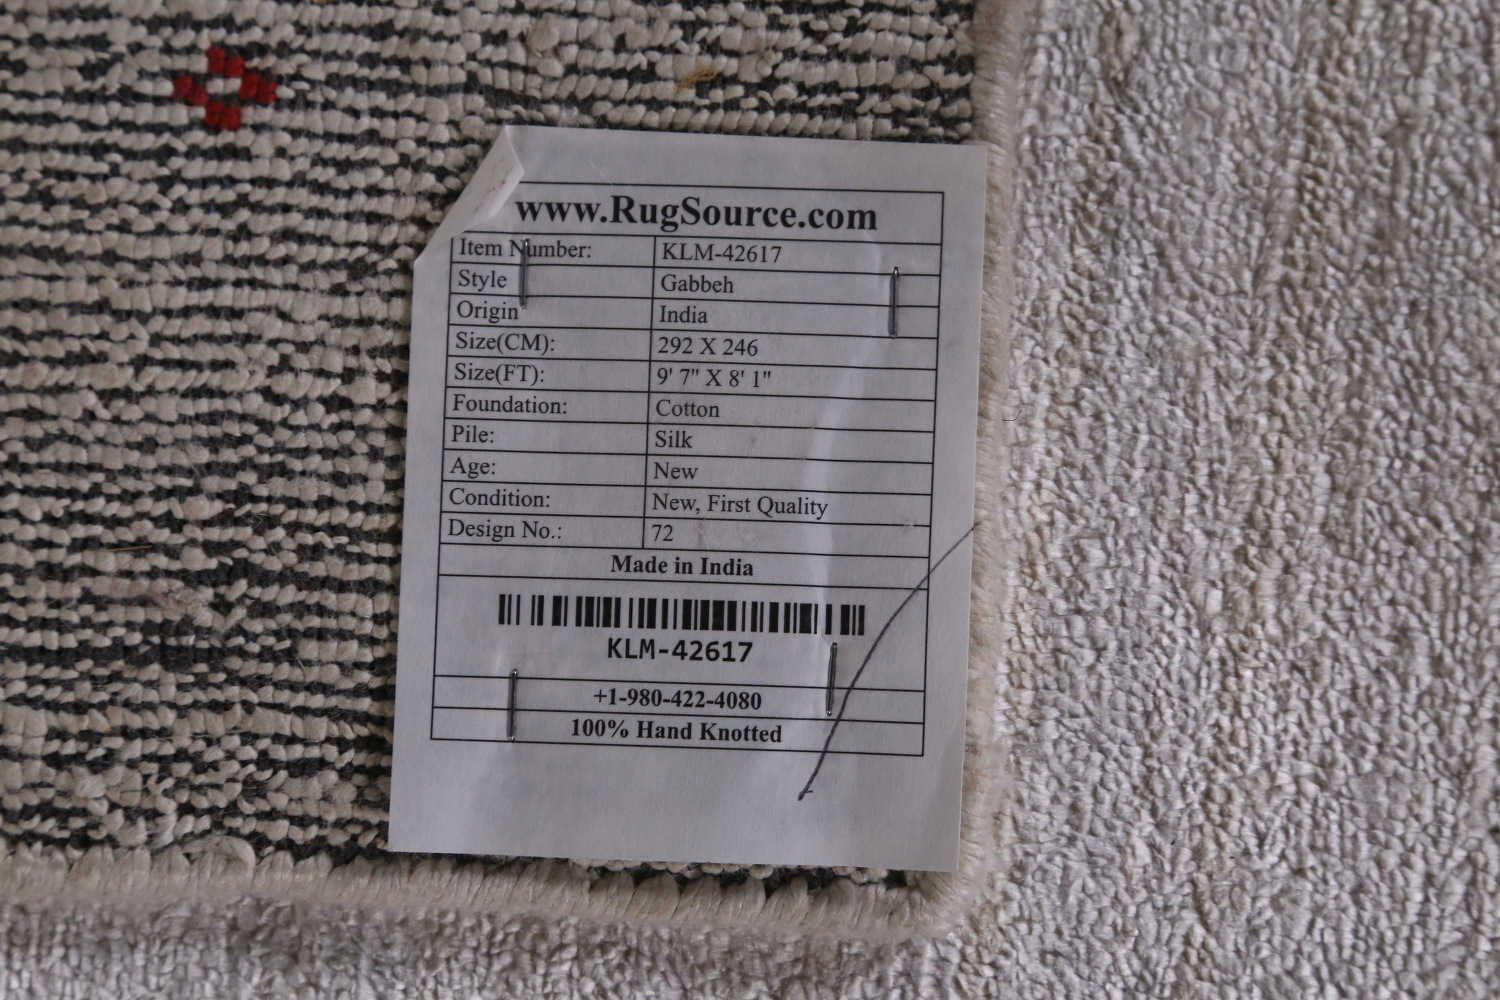 www.RugSource.com
Item Number: KLM-42617
Style Gabbeh
Origin India
Size(CM): 292 X 246
Size(FT): 9' 7" X 8' 1"
Foundation: Cotton
Pile: Silk
Age: New
Condition: New, First Quality
Design No.: 72
Made in India
KLM-42617
+1-980-422-4080
100% Hand Knotted